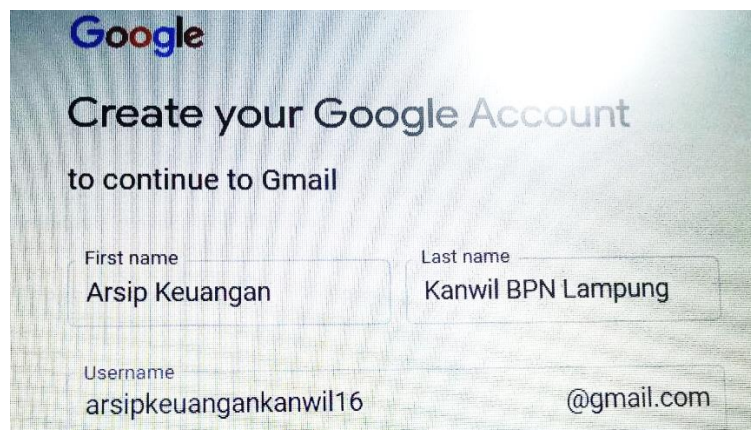 Google
Create your Google Account
to continue to Gmail
First name Last name
Arsip Keuangan Kanwil BPN Lampung
Username
arsipkeuangankanwil16 @gmail.com